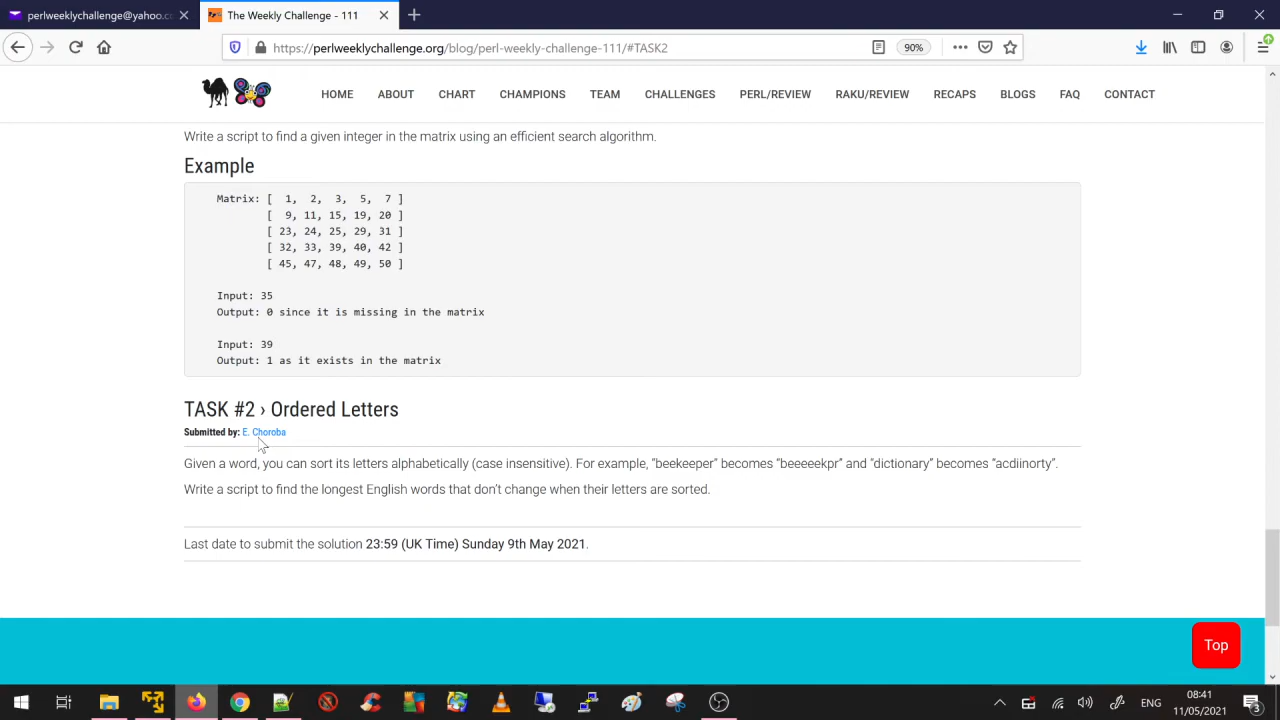 perlweeklychallenge@yahoo.co
The Weekly Challenge - 111
https://perlweeklychallenge.org/blog/perl-weekly-challenge-111/#TASK2
90%
HOME ABOUT CHART CHAMPIONS TEAM CHALLENGES PERL/REVIEW RAKU/REVIEW RECAPS BLOGS FAQ CONTACT
Write a script to find a given integer in the matrix using an efficient search algorithm.
Example
Matrix: [ 1, 2, 3, 5, 7 ]
[ 9, 11, 15, 19, 20 ]
[ 23, 24, 25, 29, 31 ]
[ 32, 33, 39, 40, 42 ]
[ 45, 47, 48, 49, 50 ]
Input: 35
Output: 0 since it is missing in the matrix
Input: 39
Output: 1 as it exists in the matrix
TASK #2 › Ordered Letters
Submitted by: E. Choroba
Given a word, you can sort its letters alphabetically (case insensitive). For example, “beekeeper” becomes “beeeeekpr” and “dictionary” becomes “acdiinorty”.
Write a script to find the longest English words that don’t change when their letters are sorted.
Last date to submit the solution 23:59 (UK Time) Sunday 9th May 2021.
Top
ENG
08:41
11/05/2021
3